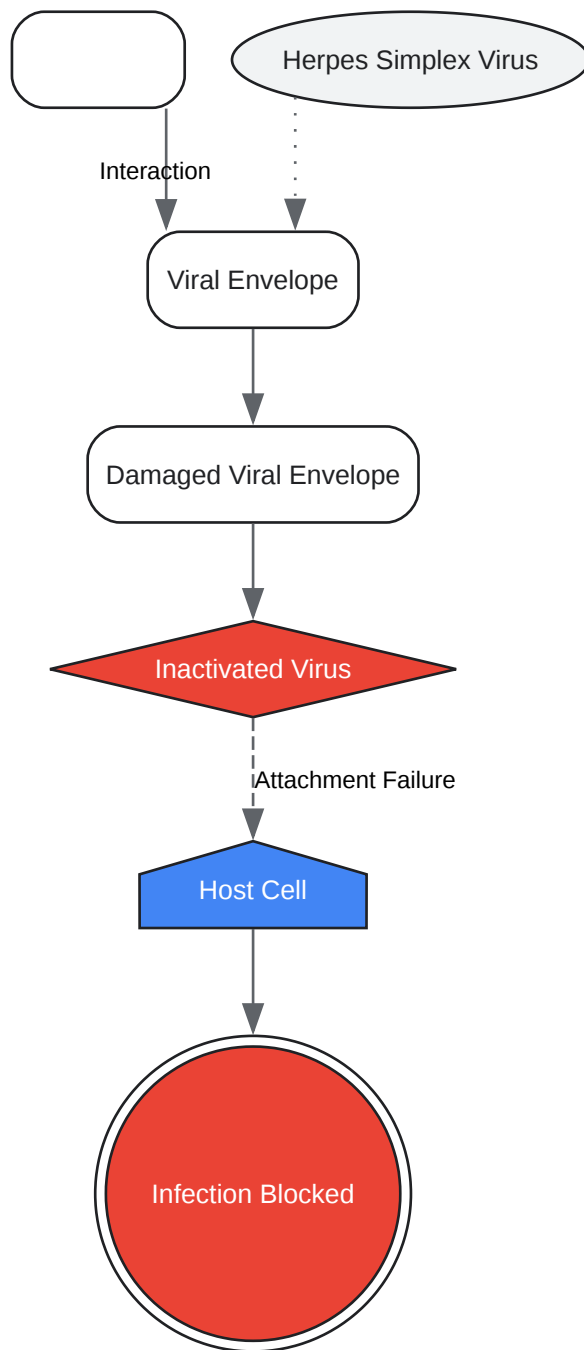 Herpes Simplex Virus
Interaction
Viral Envelope
Damaged Viral Envelope
Inactivated Virus
Attachment Failure
Host Cell
Infection Blocked